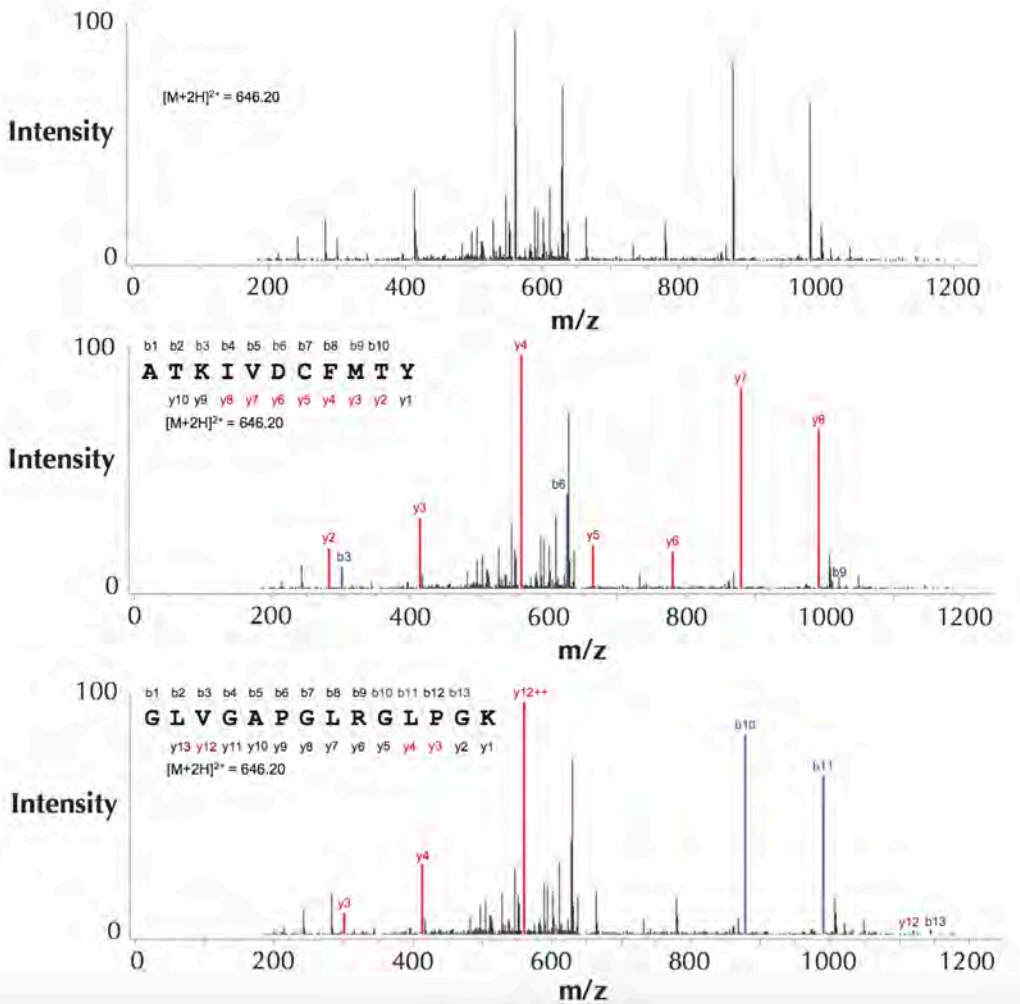 100
[M+2H]2+ = 646.20
Intensity
0
0 200 400 600 800 1000 1200
m/z
100
b1 b2 b3 b4 b5 b6 b7 b8 b9 b10
A T K I V D C F M T Y
y10 y9 y8 y7 y6 y5 y4 y3 y2 y1
[M+2H]2+ = 646.20
y4
y7
y8
Intensity
b6
y3
y5
y2
b3
y6
b9
0
0 200 400 600 800 1000 1200
m/z
100
b1 b2 b3 b4 b5 b6 b7 b8 b9 b10 b11 b12 b13
G L V G A P G L R G L P G K
y13 y12 y11 y10 y9 y8 y7 y6 y5 y4 y3 y2 y1
[M+2H]2+ = 646.20
y12++
b10
b11
Intensity
y4
y3
y12 b13
0
0 200 400 600 800 1000 1200
m/z